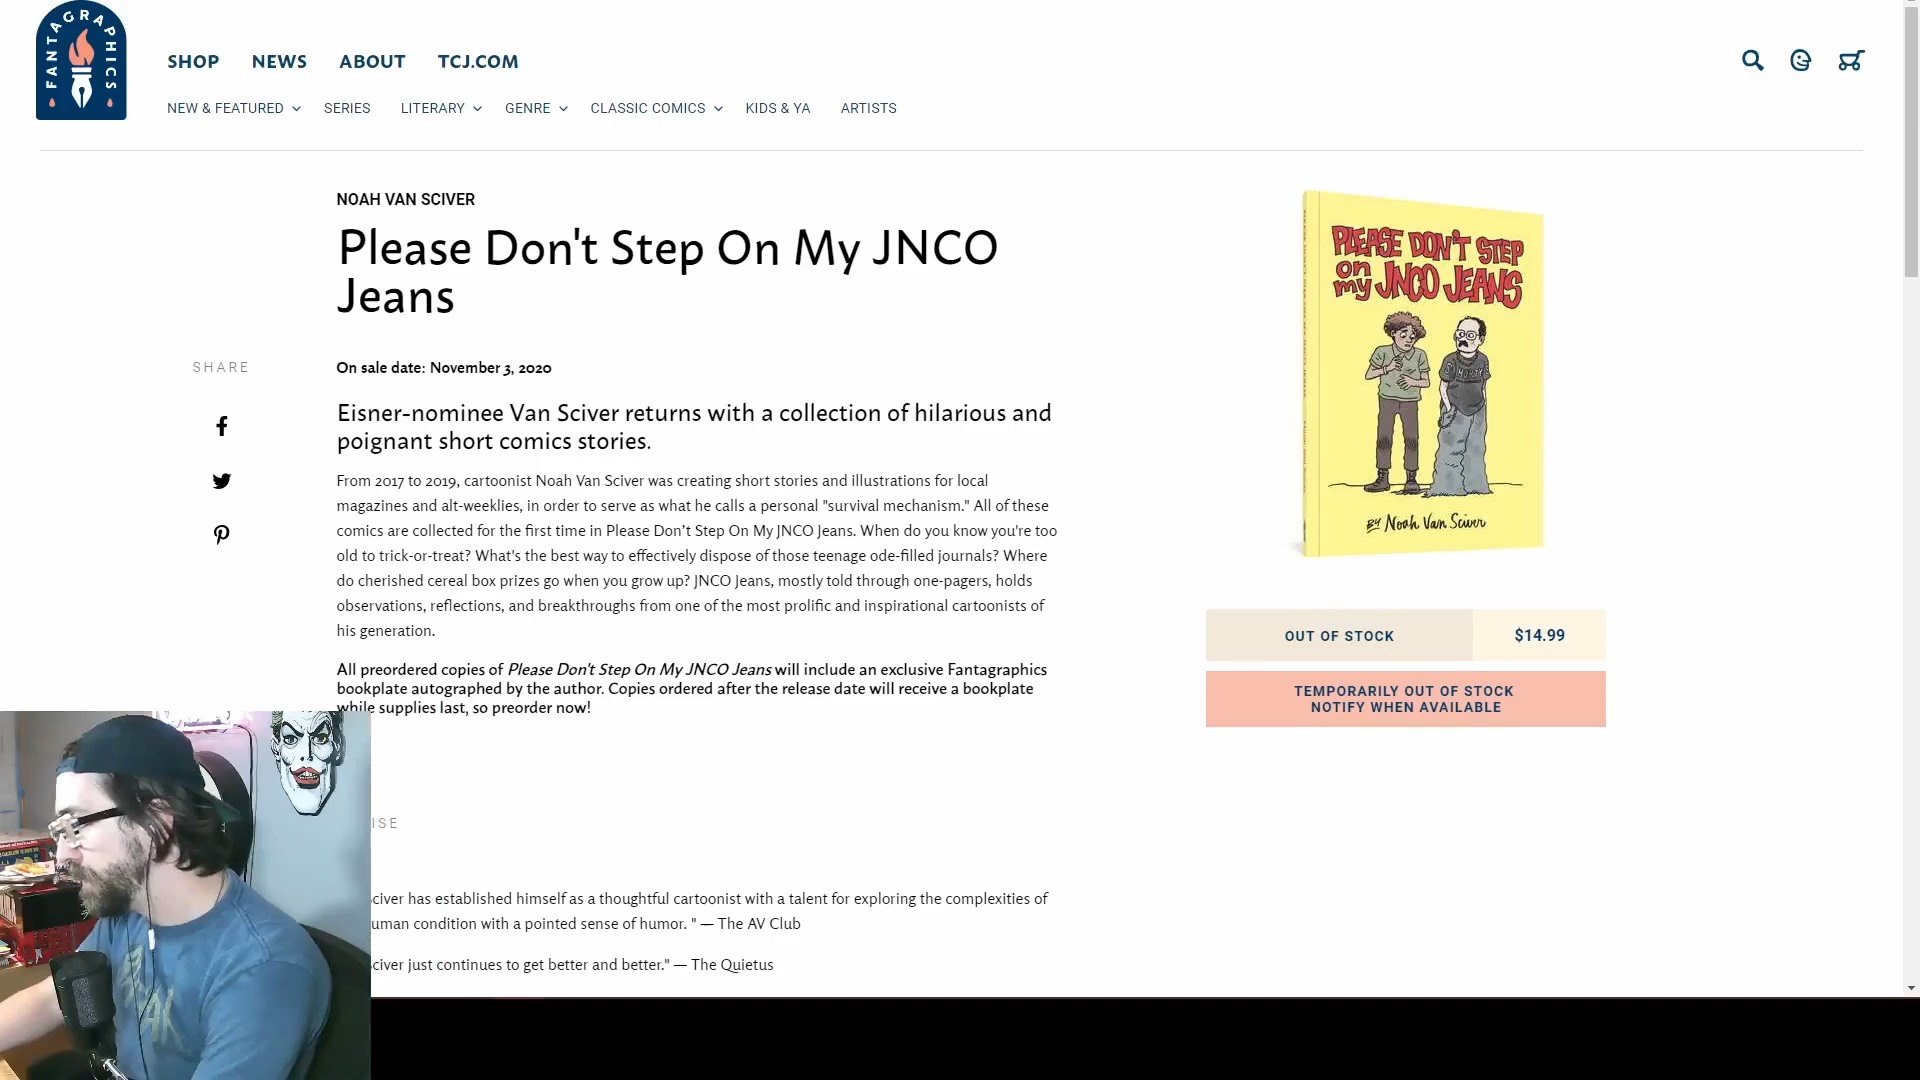 FANTAGRAPHICS
SHOP NEWS ABOUT TCJ.COM
NEW & FEATURED SERIES LITERARY GENRE CLASSIC COMICS KIDS & YA ARTISTS
NOAH VAN SCIVER
Please Don't Step On My JNCO
Jeans
SHARE
On sale date: November 3, 2020
Eisner-nominee Van Sciver returns with a collection of hilarious and
poignant short comics stories.
From 2017 to 2019, cartoonist Noah Van Sciver was creating short stories and illustrations for local
magazines and alt-weeklies, in order to serve as what he calls a personal "survival mechanism." All of these
comics are collected for the first time in Please Don’t Step On My JNCO Jeans. When do you know you're too
old to trick-or-treat? What's the best way to effectively dispose of those teenage ode-filled journals? Where
do cherished cereal box prizes go when you grow up? JNCO Jeans, mostly told through one-pagers, holds
observations, reflections, and breakthroughs from one of the most prolific and inspirational cartoonists of
his generation.
All preordered copies of Please Don't Step On My JNCO Jeans will include an exclusive Fantagraphics
bookplate autographed by the author. Copies ordered after the release date will receive a bookplate
while supplies last, so preorder now!
PLEASE DON'T STEP
on
my JNCO JEANS
BY Noah Van Sciver
OUT OF STOCK $14.99
TEMPORARILY OUT OF STOCK
NOTIFY WHEN AVAILABLE
ISE
sciver has established himself as a thoughtful cartoonist with a talent for exploring the complexities of
uman condition with a pointed sense of humor. " — The AV Club
sciver just continues to get better and better." — The Quietus